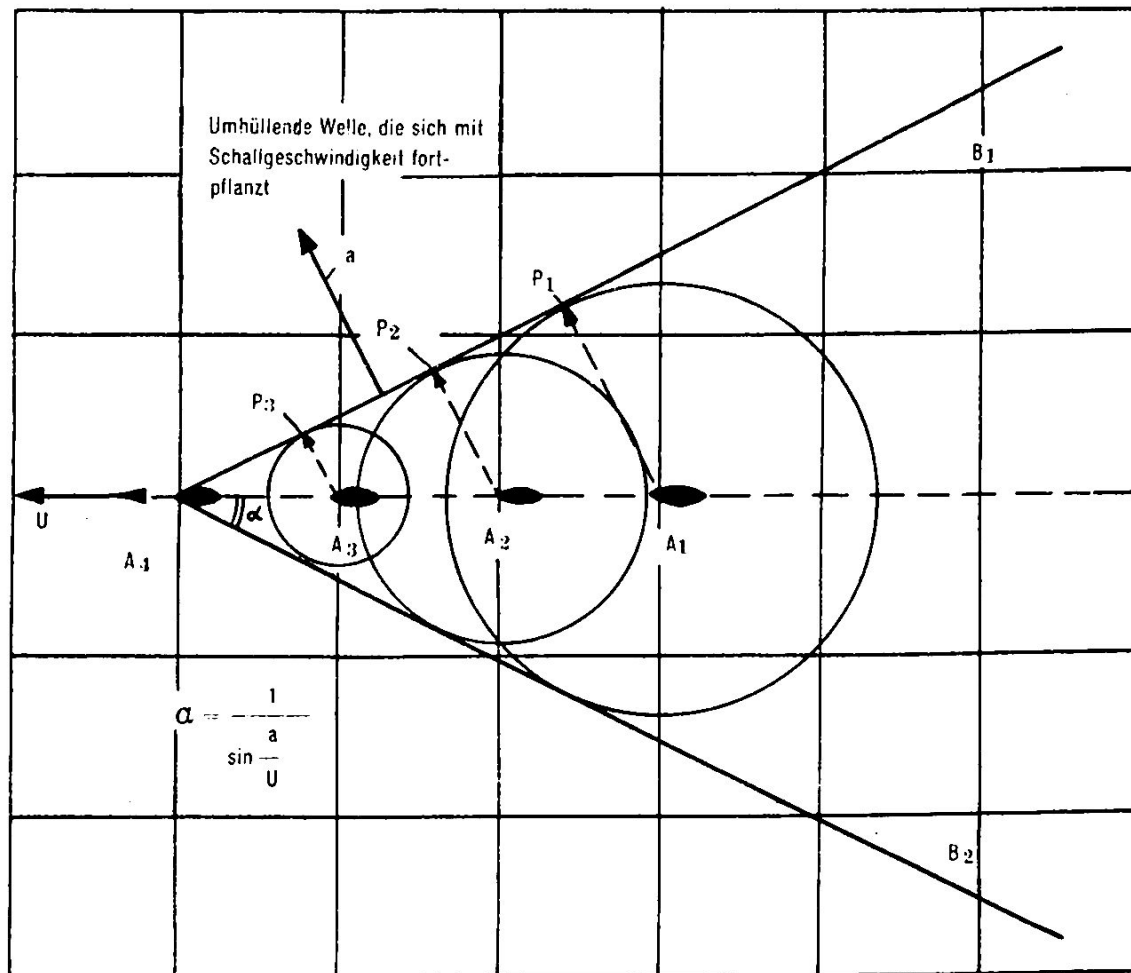 Umhüllende Welle, die sich mit
Schallgeschwindigkeit fort-
pflanzt
B1
a
P1
P2
P3
U
α
A4
A3
A2
A1
α = 1
sin a
U
B2